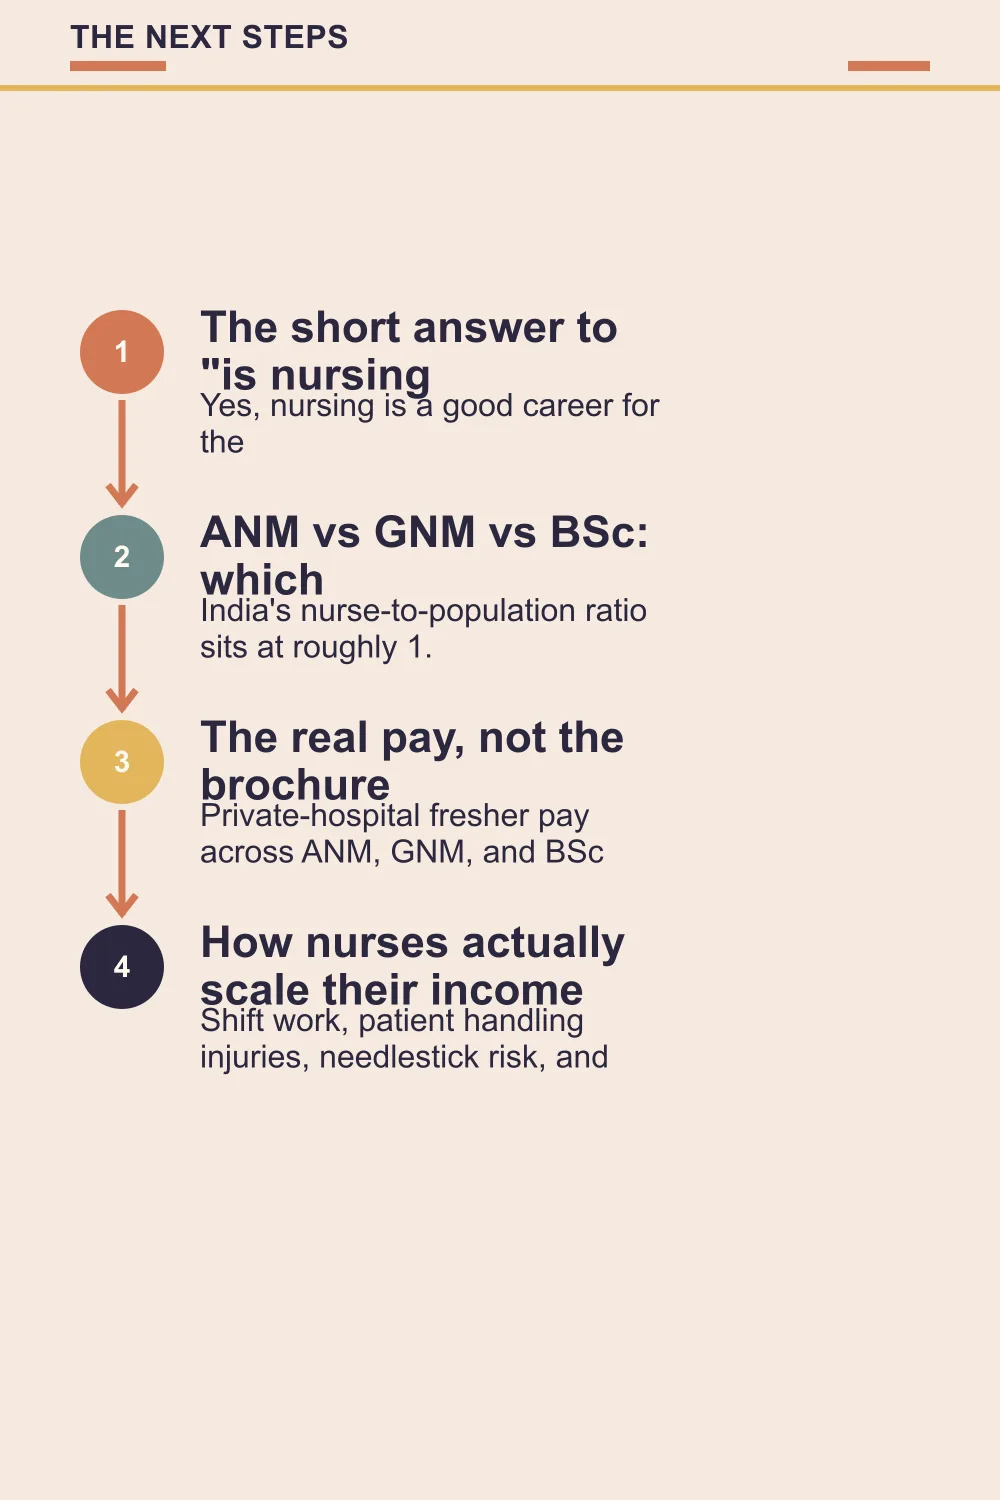 THE NEXT STEPS
1
The short answer to
"is nursing
Yes, nursing is a good career for
the
2
ANM vs GNM vs BSc:
which
India's nurse-to-population ratio
sits at roughly 1.
3
The real pay, not the
brochure
Private-hospital fresher pay
across ANM, GNM, and BSc
4
How nurses actually
scale their income
Shift work, patient handling
injuries, needlestick risk, and